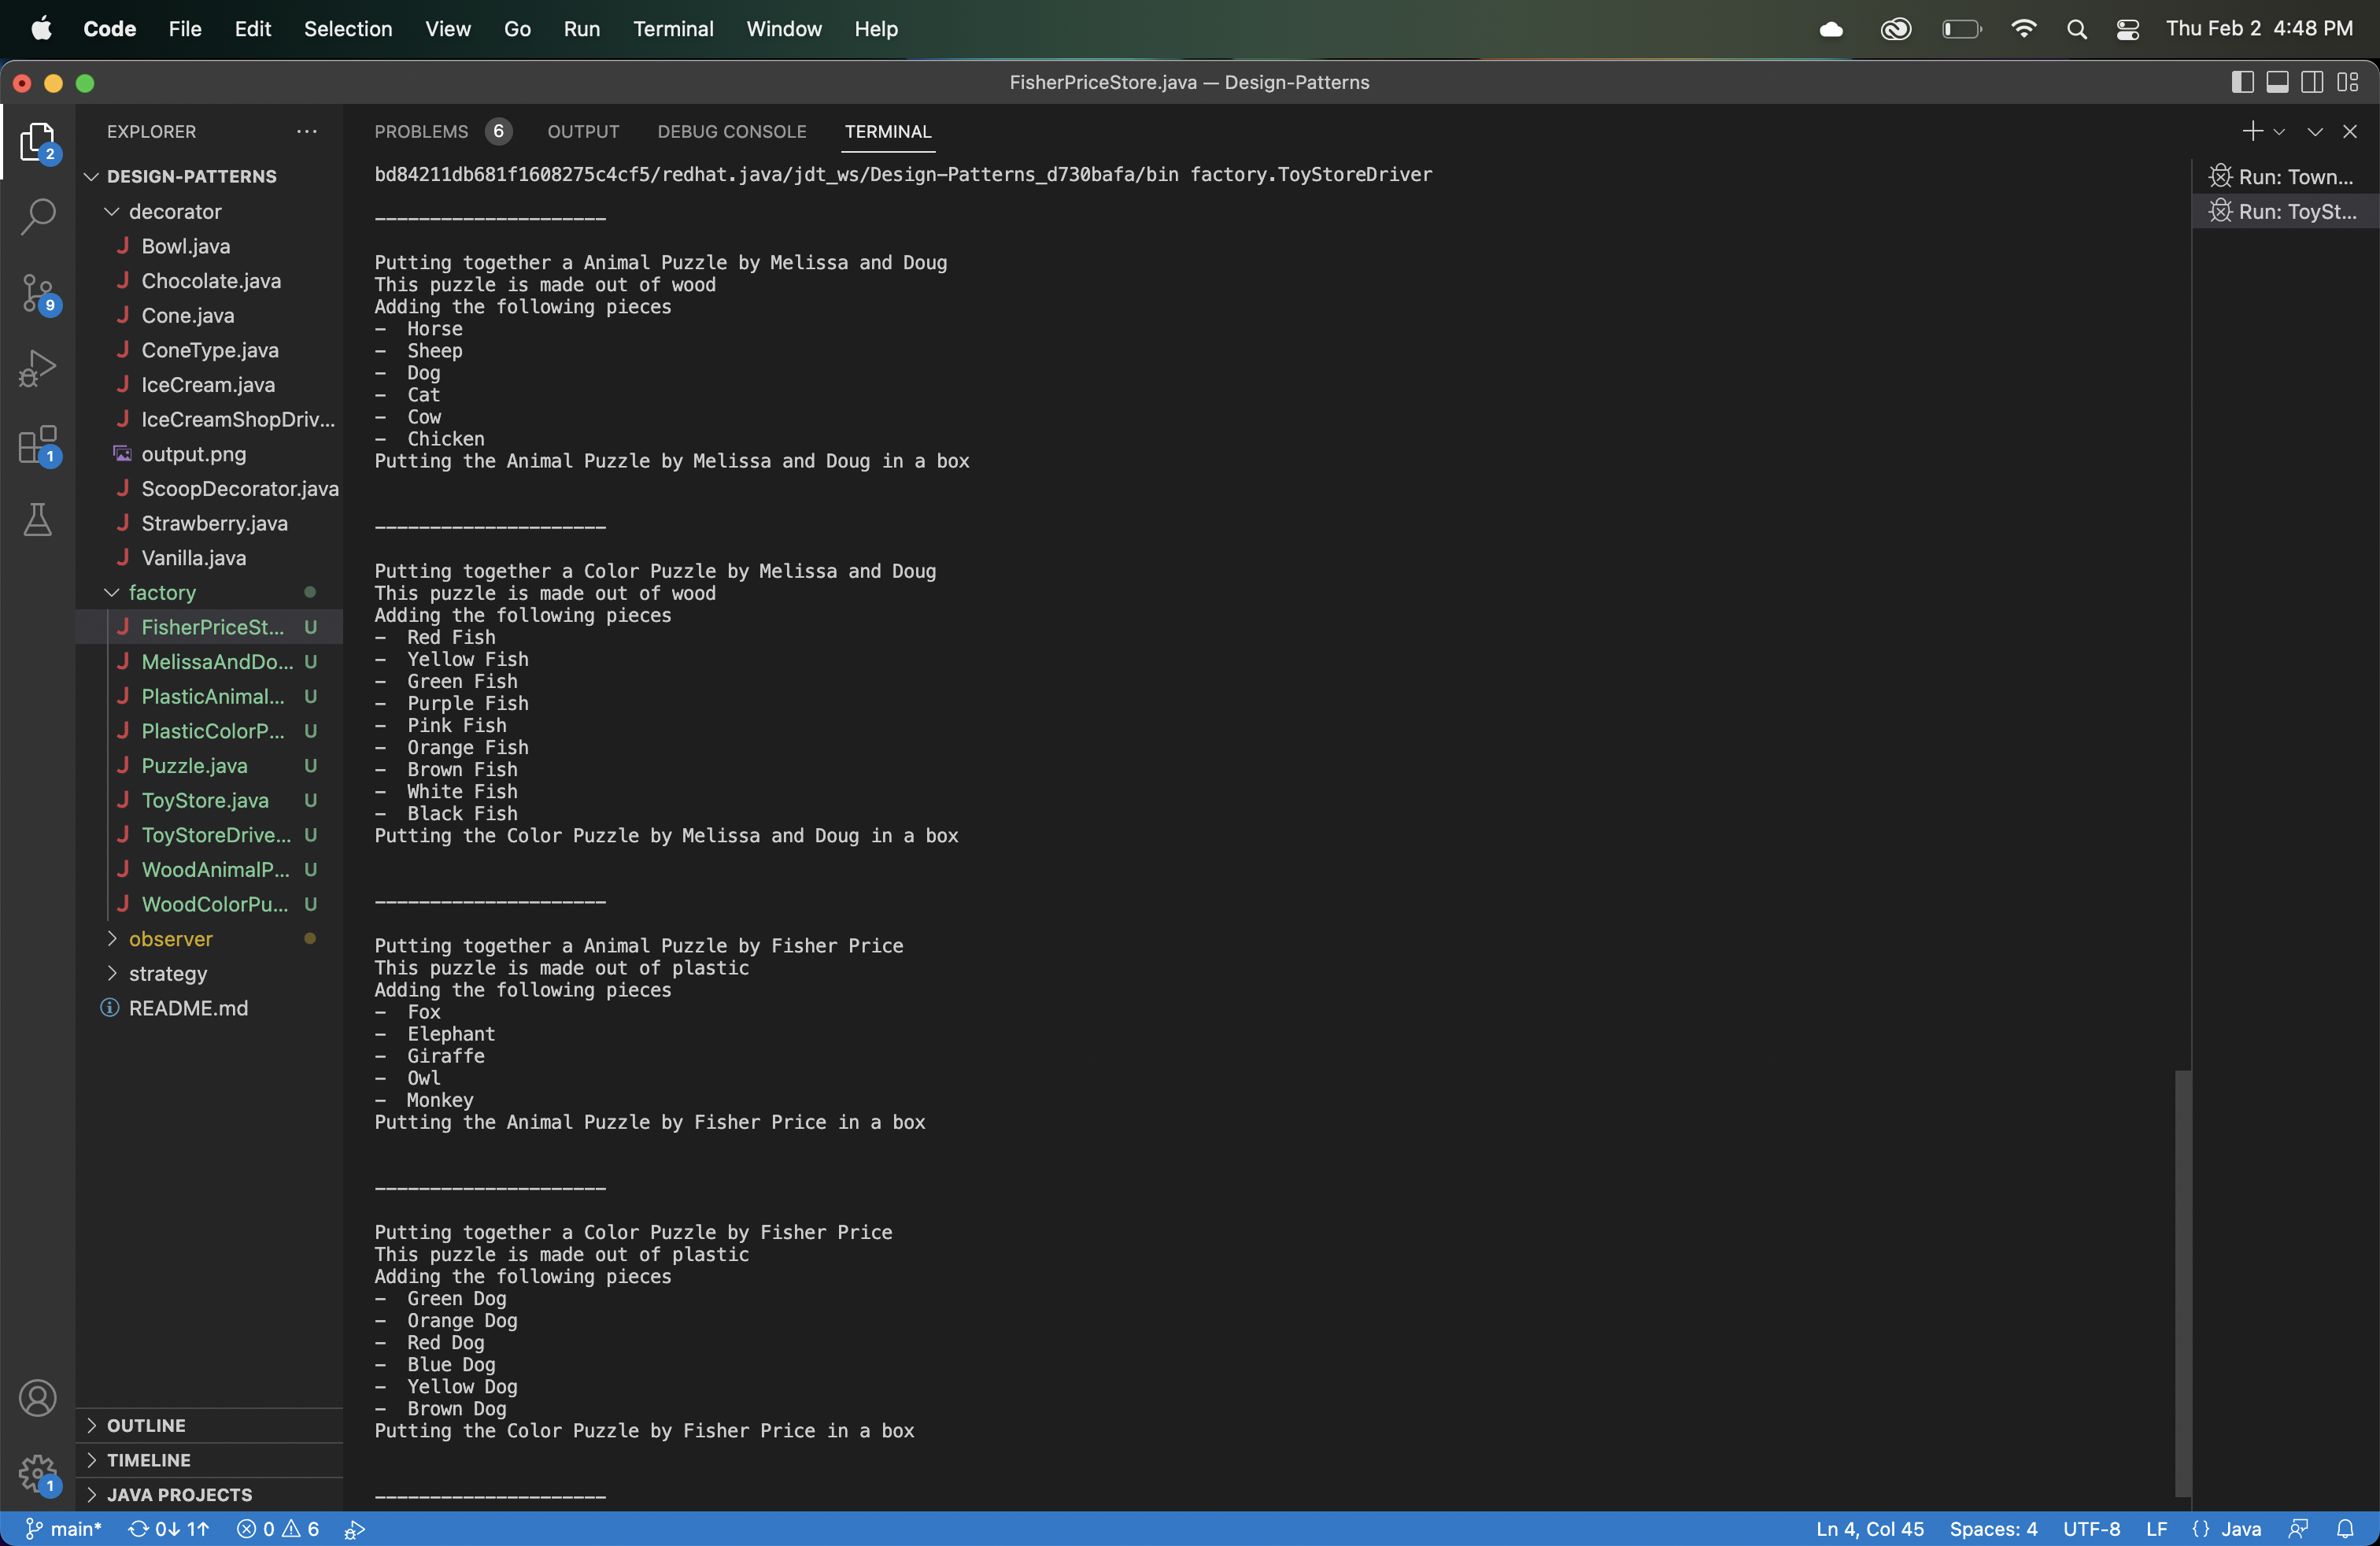 Code File Edit Selection View Go Run Terminal Window Help Thu Feb 2 4:48 PM
FisherPriceStore.java — Design-Patterns
EXPLORER
2
9
1
DESIGN-PATTERNS
decorator
Bowl.java
Chocolate.java
Cone.java
ConeType.java
IceCream.java
IceCreamShopDriv...
output.png
ScoopDecorator.java
Strawberry.java
Vanilla.java
factory
FisherPriceSt... U
MelissaAndDo... U
PlasticAnimal... U
PlasticColorP... U
Puzzle.java U
ToyStore.java U
ToyStoreDrive... U
WoodAnimalP... U
WoodColorPu... U
observer
strategy
README.md
OUTLINE
TIMELINE
JAVA PROJECTS
1
PROBLEMS 6 OUTPUT DEBUG CONSOLE TERMINAL
bd84211db681f1608275c4cf5/redhat.java/jdt_ws/Design-Patterns_d730bafa/bin factory.ToyStoreDriver
---------------------
Putting together a Animal Puzzle by Melissa and Doug
This puzzle is made out of wood
Adding the following pieces
- Horse
- Sheep
- Dog
- Cat
- Cow
- Chicken
Putting the Animal Puzzle by Melissa and Doug in a box
---------------------
Putting together a Color Puzzle by Melissa and Doug
This puzzle is made out of wood
Adding the following pieces
- Red Fish
- Yellow Fish
- Green Fish
- Purple Fish
- Pink Fish
- Orange Fish
- Brown Fish
- White Fish
- Black Fish
Putting the Color Puzzle by Melissa and Doug in a box
---------------------
Putting together a Animal Puzzle by Fisher Price
This puzzle is made out of plastic
Adding the following pieces
- Fox
- Elephant
- Giraffe
- Owl
- Monkey
Putting the Animal Puzzle by Fisher Price in a box
---------------------
Putting together a Color Puzzle by Fisher Price
This puzzle is made out of plastic
Adding the following pieces
- Green Dog
- Orange Dog
- Red Dog
- Blue Dog
- Yellow Dog
- Brown Dog
Putting the Color Puzzle by Fisher Price in a box
---------------------
Run: Town...
Run: ToySt...
main* 0↓ 1↑ 0 6 Ln 4, Col 45 Spaces: 4 UTF-8 LF {} Java